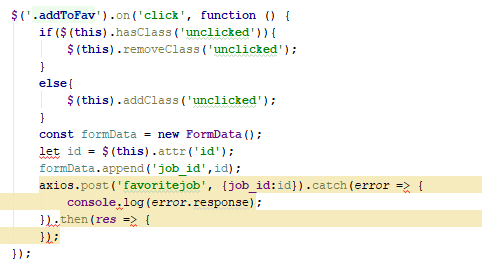 $('.addToFav').on('click', function () {
    if($(this).hasClass('unclicked')){
        $(this).removeClass('unclicked');
    }
    else{
        $(this).addClass('unclicked');
    }
    const formData = new FormData();
    let id = $(this).attr('id');
    formData.append('job_id',id);
    axios.post('favoritejob', {job_id:id}).catch(error => {
        console.log(error.response);
    }).then(res => {
    });
});